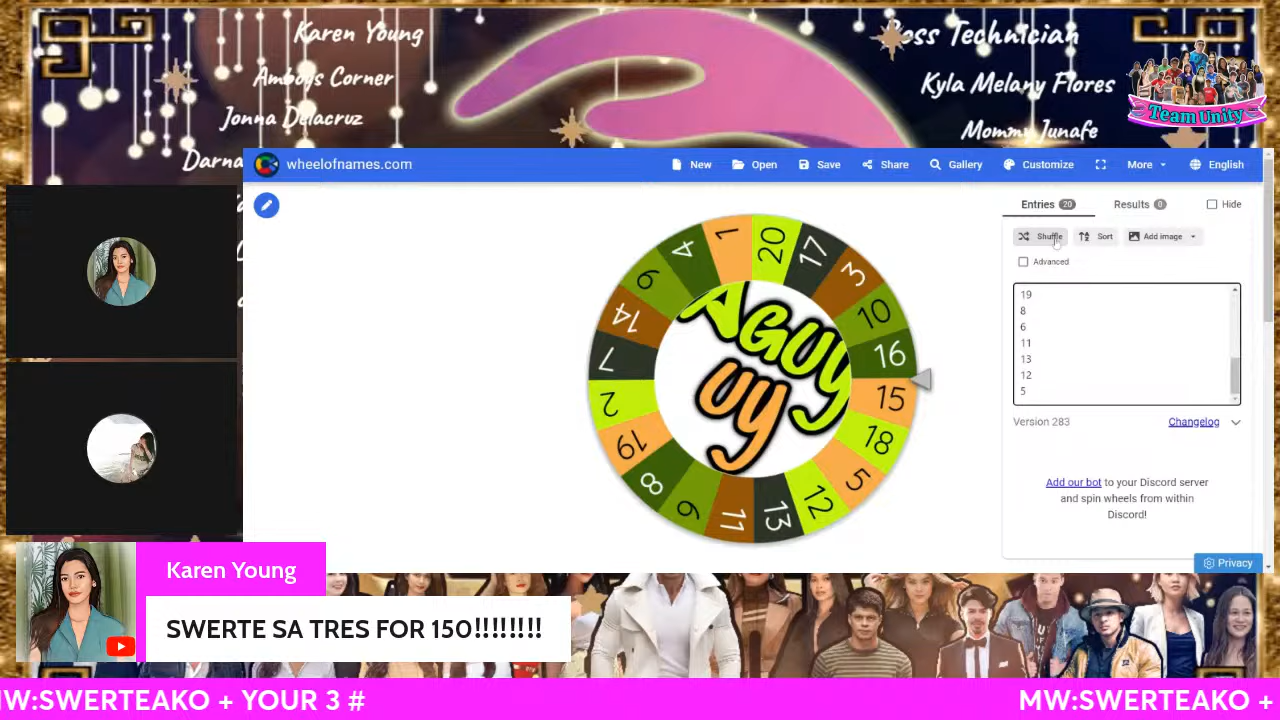 Karen Young
Amboys Corner
Jonna Delacruz
Darna
oss Technician
Kyla Melany Flores
Mommy Junafe
Team Unity
wheelofnames.com
New
Open
Save
Share
Gallery
Customize
More
English
Entries 20
Results 0
Hide
Shuffle
Sort
Add image
Advanced
19
8
6
11
13
12
5
Version 283
Changelog
Add our bot to your Discord server
and spin wheels from within
Discord!
Privacy
20
17
3
10
16
15
18
5
12
13
11
6
8
19
2
7
14
9
4
1
AGUY
UY
Karen Young
SWERTE SA TRES FOR 150!!!!!!!!
MW:SWERTEAKO + YOUR 3 #
MW:SWERTEAKO +